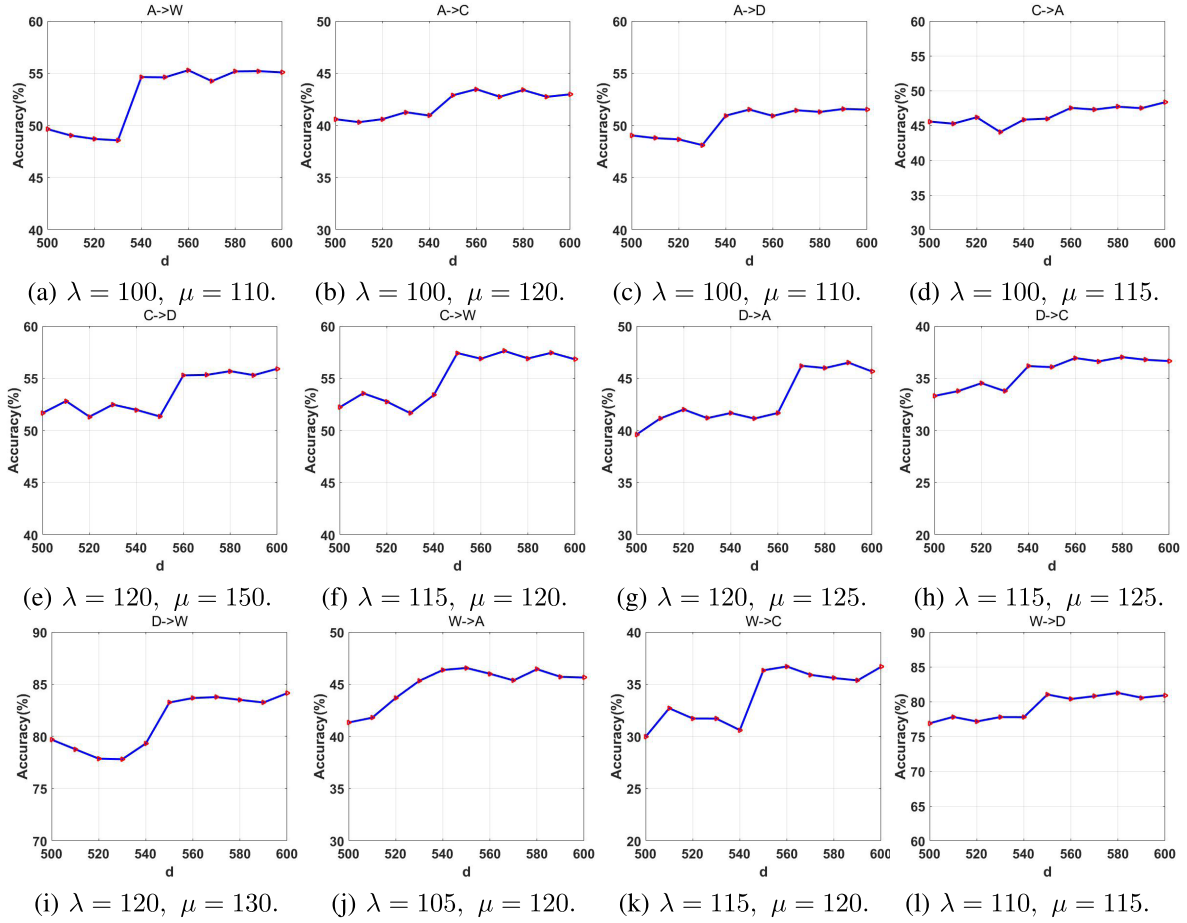 A->W
A->C
A->D
C->A
60
55
50
45
40
Accuracy(%)
500 520 540 560 580 600
d
50
45
40
35
30
Accuracy(%)
500 520 540 560 580 600
d
60
55
50
45
40
Accuracy(%)
500 520 540 560 580 600
d
60
55
50
45
40
35
30
Accuracy(%)
500 520 540 560 580 600
d
(a) λ = 100, μ = 110.
(b) λ = 100, μ = 120.
(c) λ = 100, μ = 110.
(d) λ = 100, μ = 115.
C->D
C->W
D->A
D->C
60
55
50
45
40
Accuracy(%)
500 520 540 560 580 600
d
60
55
50
45
40
Accuracy(%)
500 520 540 560 580 600
d
50
45
40
35
30
Accuracy(%)
500 520 540 560 580 600
d
40
35
30
25
20
Accuracy(%)
500 520 540 560 580 600
d
(e) λ = 120, μ = 150.
(f) λ = 115, μ = 120.
(g) λ = 120, μ = 125.
(h) λ = 115, μ = 125.
D->W
W->A
W->C
W->D
90
85
80
75
70
Accuracy(%)
500 520 540 560 580 600
d
50
45
40
35
30
Accuracy(%)
500 520 540 560 580 600
d
40
35
30
25
20
Accuracy(%)
500 520 540 560 580 600
d
90
85
80
75
70
65
60
Accuracy(%)
500 520 540 560 580 600
d
(i) λ = 120, μ = 130.
(j) λ = 105, μ = 120.
(k) λ = 115, μ = 120.
(l) λ = 110, μ = 115.